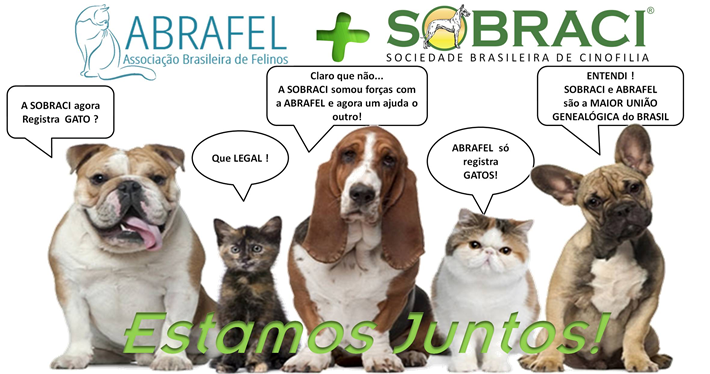 ABRAFEL
Associação Brasileira de Felinos
+
SOBRACI®
SOCIEDADE BRASILEIRA DE CINOFILIA
A SOBRACI agora
Registra GATO ?
Que LEGAL !
Claro que não...
A SOBRACI somou forças com
a ABRAFEL e agora um ajuda o
outro!
ABRAFEL só
registra
GATOS!
ENTENDI !
SOBRACI e ABRAFEL
são a MAIOR UNIÃO
GENEALÓGICA do BRASIL
Estamos Juntos!